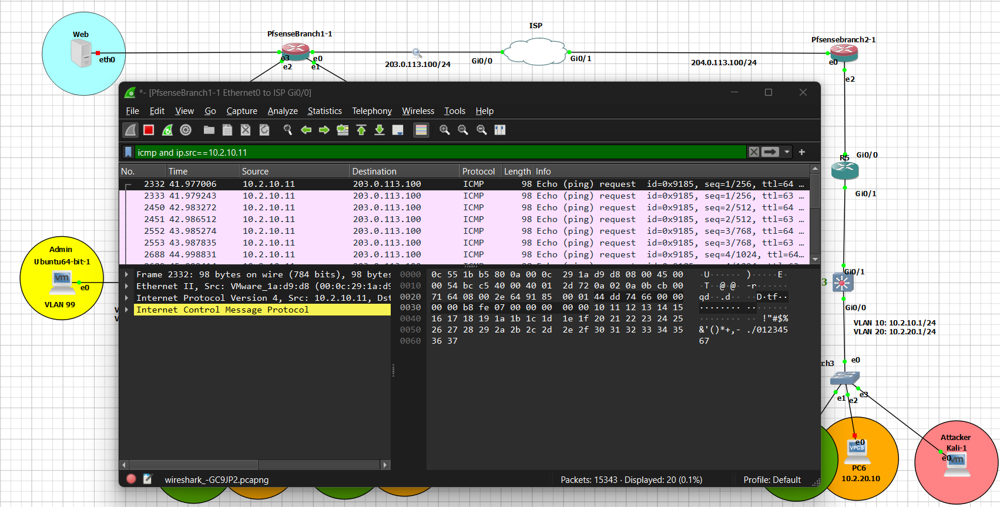 Web
eth0
PfsenseBranch1-1
e3
e0
e2
e1
203.0.113.100/24
ISP
Gi0/0
Gi0/1
204.0.113.100/24
Pfsensebranch2-1
e0
e2
*- [PfsenseBranch1-1 Ethernet0 to ISP Gi0/0]
File Edit View Go Capture Analyze Statistics Telephony Wireless Tools Help
icmp and ip.src==10.2.10.11
No. Time Source Destination Protocol Length Info
2332 41.977006 10.2.10.11 203.0.113.100 ICMP 98 Echo (ping) request id=0x9185, seq=1/256, ttl=64 …
2333 41.979243 10.2.10.11 203.0.113.100 ICMP 98 Echo (ping) request id=0x9185, seq=1/256, ttl=63 …
2450 42.983272 10.2.10.11 203.0.113.100 ICMP 98 Echo (ping) request id=0x9185, seq=2/512, ttl=64 …
2451 42.986512 10.2.10.11 203.0.113.100 ICMP 98 Echo (ping) request id=0x9185, seq=2/512, ttl=63 …
2552 43.985274 10.2.10.11 203.0.113.100 ICMP 98 Echo (ping) request id=0x9185, seq=3/768, ttl=64 …
2553 43.987835 10.2.10.11 203.0.113.100 ICMP 98 Echo (ping) request id=0x9185, seq=3/768, ttl=63 …
2688 44.998831 10.2.10.11 203.0.113.100 ICMP 98 Echo (ping) request id=0x9185, seq=4/1024, ttl=64…
Frame 2332: 98 bytes on wire (784 bits), 98 bytes
Ethernet II, Src: VMware_1a:d9:d8 (00:0c:29:1a:d9
Internet Protocol Version 4, Src: 10.2.10.11, Dst
Internet Control Message Protocol
0000 0c 55 1b b5 80 0a 00 0c 29 1a d9 d8 08 00 45 00 ·U······ )·····E·
0010 00 54 bc c5 40 00 40 01 2d 72 0a 02 0a 0b cb 00 ·T··@·@· -r······
0020 71 64 08 00 2e 64 91 85 00 01 44 dd 74 66 00 00 qd··.d·· ··D·tf··
0030 00 00 b8 fe 07 00 00 00 00 00 10 11 12 13 14 15 ········ ········
0040 16 17 18 19 1a 1b 1c 1d 1e 1f 20 21 22 23 24 25 ········ ·· !"#$%
0050 26 27 28 29 2a 2b 2c 2d 2e 2f 30 31 32 33 34 35 &'()*+,- ./012345
0060 36 37 67
wireshark_-GC9JP2.pcapng
Packets: 15343 · Displayed: 20 (0.1%)
Profile: Default
Admin
Ubuntu64-bit-1
vm
e0
VLAN 99
R5
Gi0/0
Gi0/1
Gi0/1
3
Gi0/0
VLAN 10: 10.2.10.1/24
VLAN 20: 10.2.20.1/24
tch3
e0
e1
e2
e3
e0
VPCS
PC6
10.2.20.10
Attacker
Kali-1
e0
vm